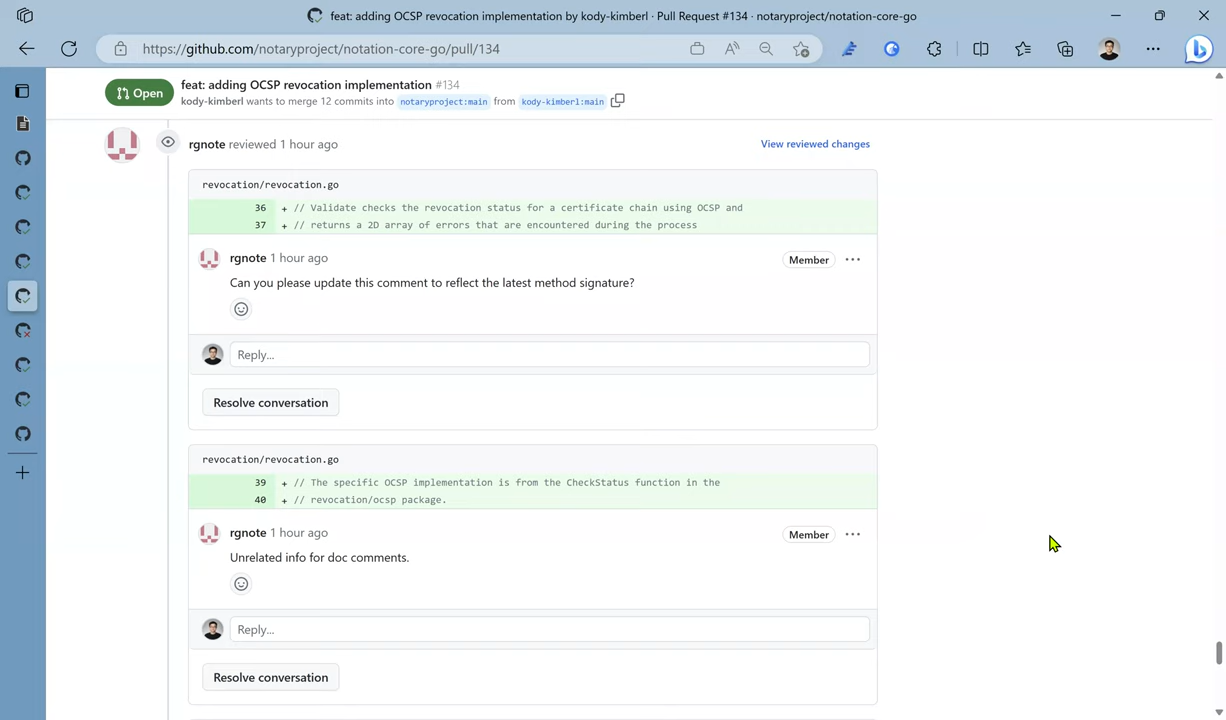 feat: adding OCSP revocation implementation by kody-kimberl · Pull Request #134 · notaryproject/notation-core-go
https://github.com/notaryproject/notation-core-go/pull/134
Open
feat: adding OCSP revocation implementation #134
kody-kimberl wants to merge 12 commits into notaryproject:main from kody-kimberl:main
rgnote reviewed 1 hour ago
View reviewed changes
revocation/revocation.go
36 + // Validate checks the revocation status for a certificate chain using OCSP and
37 + // returns a 2D array of errors that are encountered during the process
rgnote 1 hour ago
Member
Can you please update this comment to reflect the latest method signature?
Reply...
Resolve conversation
revocation/revocation.go
39 + // The specific OCSP implementation is from the CheckStatus function in the
40 + // revocation/ocsp package.
rgnote 1 hour ago
Member
Unrelated info for doc comments.
Reply...
Resolve conversation